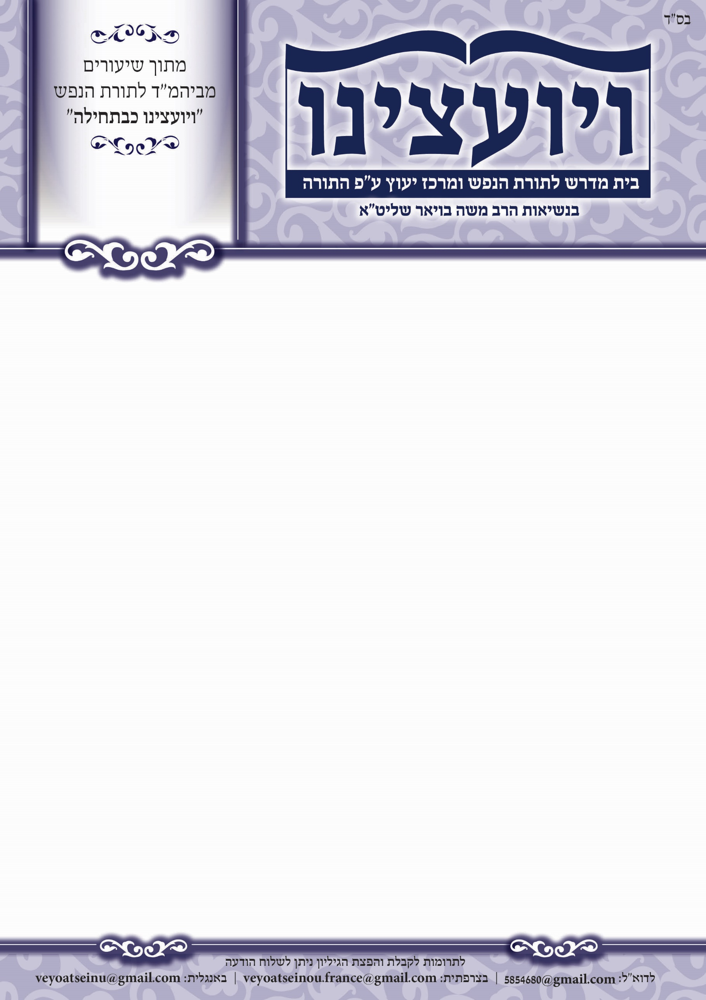 בס"ד
ויועצינו
בית מדרש לתורת הנפש ומרכז יעוץ ע"פ התורה
בנשיאות הרב משה בויאר שליט"א
מתוך שיעורים
מביהמ"ד לתורת הנפש
"ויועצינו כבתחילה"
לתרומות לקבלת והפצת הגיליון ניתן לשלוח הודעה
לדוא"ל: 5854680@gmail.com | בצרפתית: veyoatseinou.france@gmail.com | באנגלית: veyoatseinu@gmail.com